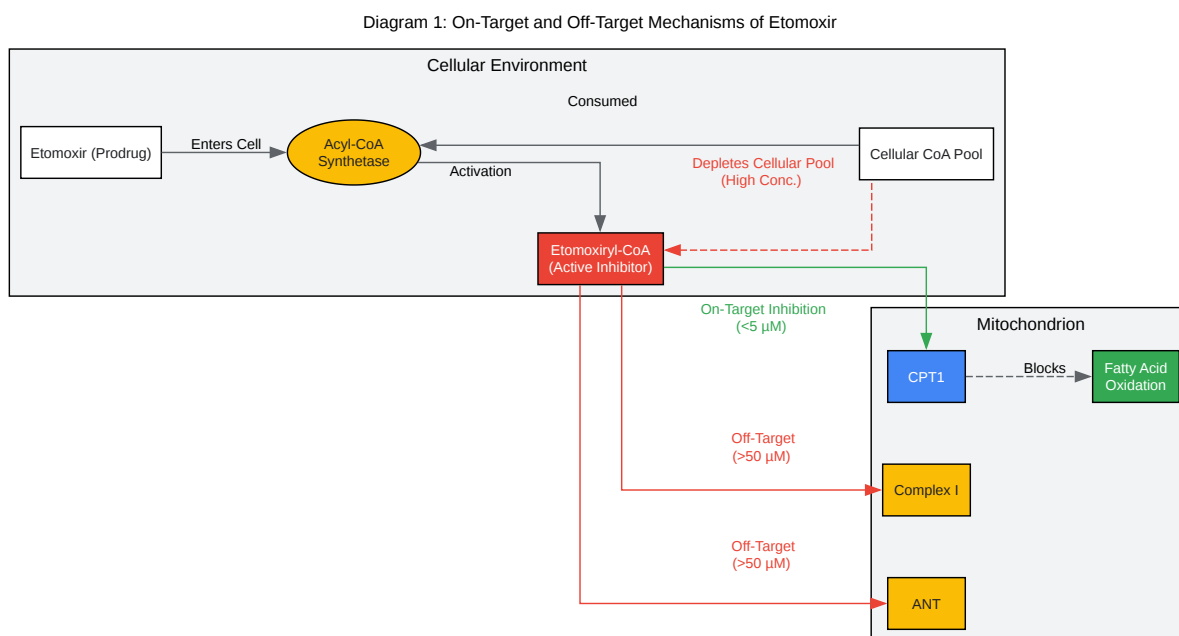 Diagram 1: On-Target and Off-Target Mechanisms of Etomoxir
Cellular Environment
Consumed
Etomoxir (Prodrug)
Enters Cell
Acyl-CoA
Synthetase
Activation
Depletes Cellular Pool
(High Conc.)
Cellular CoA Pool
Etomoxiryl-CoA
(Active Inhibitor)
On-Target Inhibition
(<5 µM)
Mitochondrion
CPT1
Blocks
Fatty Acid
Oxidation
Off-Target
(>50 µM)
Complex I
Off-Target
(>50 µM)
ANT